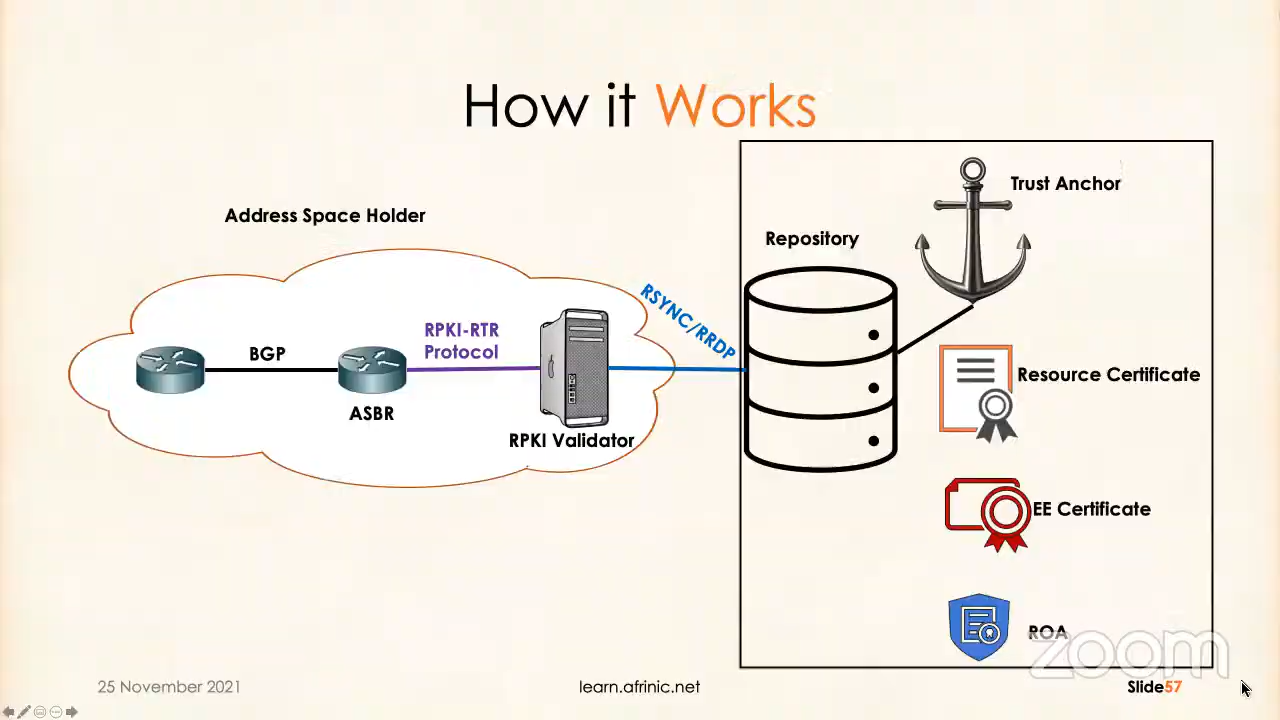 How it Works
Trust Anchor
Address Space Holder
Repository
RSYNC/RRDP
RPKI-RTR
Protocol
BGP
Resource Certificate
ASBR
RPKI Validator
EE Certificate
ROA
zoom
25 November 2021
learn.afrinic.net
Slide57